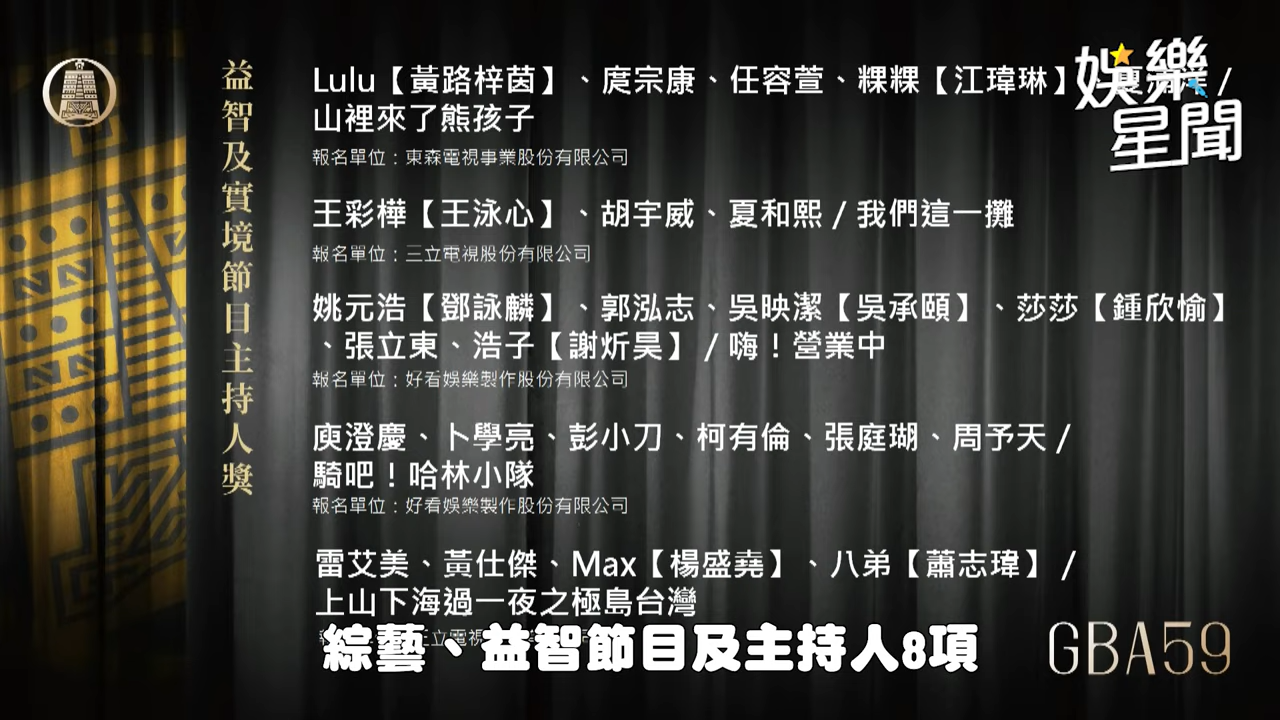 益智及實境節目主持人獎
Lulu【黃路梓茵】、庹宗康、任容萱、粿粿【江瑋琳】
山裡來了熊孩子
報名單位：東森電視事業股份有限公司
王彩樺【王泳心】、胡宇威、夏和熙 / 我們這一攤
報名單位：三立電視股份有限公司
姚元浩【鄧詠麟】、郭泓志、吳映潔【吳承頤】、莎莎【鍾欣愉】
、張立東、浩子【謝炘昊】 / 嗨！營業中
報名單位：好看娛樂製作股份有限公司
庾澄慶、卜學亮、彭小刀、柯有倫、張庭瑚、周予天 /
騎吧！哈林小隊
報名單位：好看娛樂製作股份有限公司
雷艾美、黃仕傑、Max【楊盛堯】、八弟【蕭志瑋】 /
上山下海過一夜之極島台灣
三立電視
綜藝、益智節目及主持人8項
娛樂
星聞
GBA59